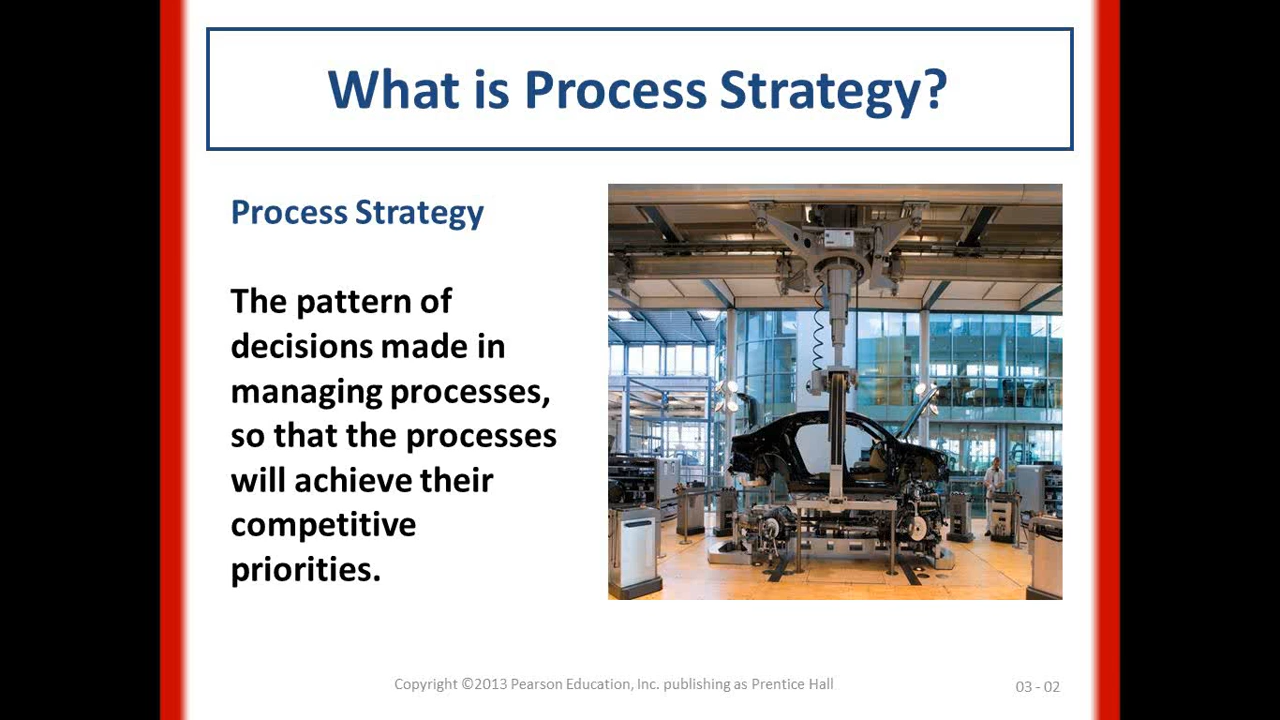 What is Process Strategy?
Process Strategy
The pattern of
decisions made in
managing processes,
so that the processes
will achieve their
competitive
priorities.
Copyright ©2013 Pearson Education, Inc. publishing as Prentice Hall
03 - 02